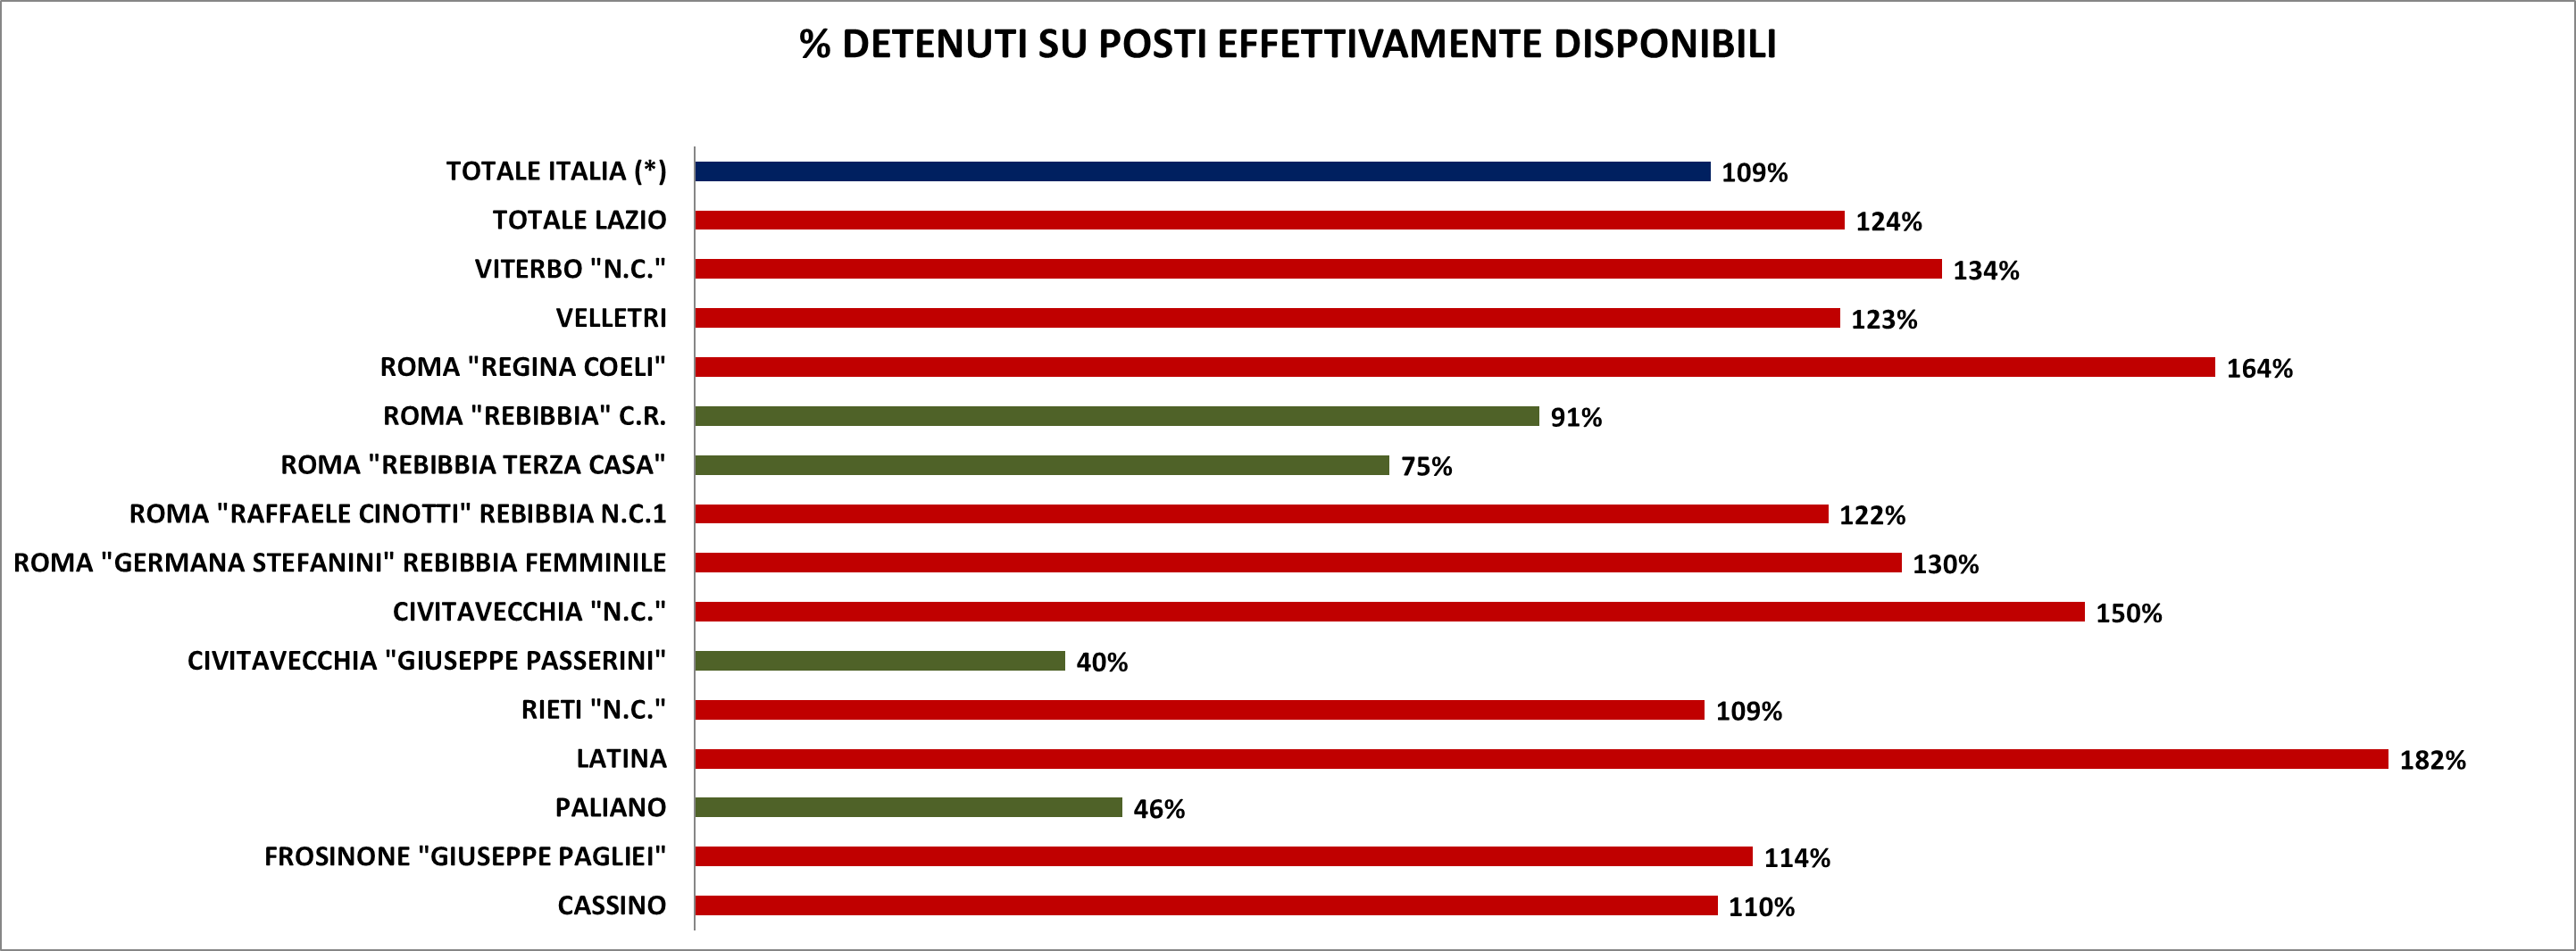 % DETENUTI SU POSTI EFFETTIVAMENTE DISPONIBILI
TOTALE ITALIA (*) 109%
TOTALE LAZIO 124%
VITERBO "N.C." 134%
VELLETRI 123%
ROMA "REGINA COELI" 164%
ROMA "REBIBBIA" C.R. 91%
ROMA "REBIBBIA TERZA CASA" 75%
ROMA "RAFFAELE CINOTTI" REBIBBIA N.C.1 122%
ROMA "GERMANA STEFANINI" REBIBBIA FEMMINILE 130%
CIVITAVECCHIA "N.C." 150%
CIVITAVECCHIA "GIUSEPPE PASSERINI" 40%
RIETI "N.C." 109%
LATINA 182%
PALIANO 46%
FROSINONE "GIUSEPPE PAGLIEI" 114%
CASSINO 110%